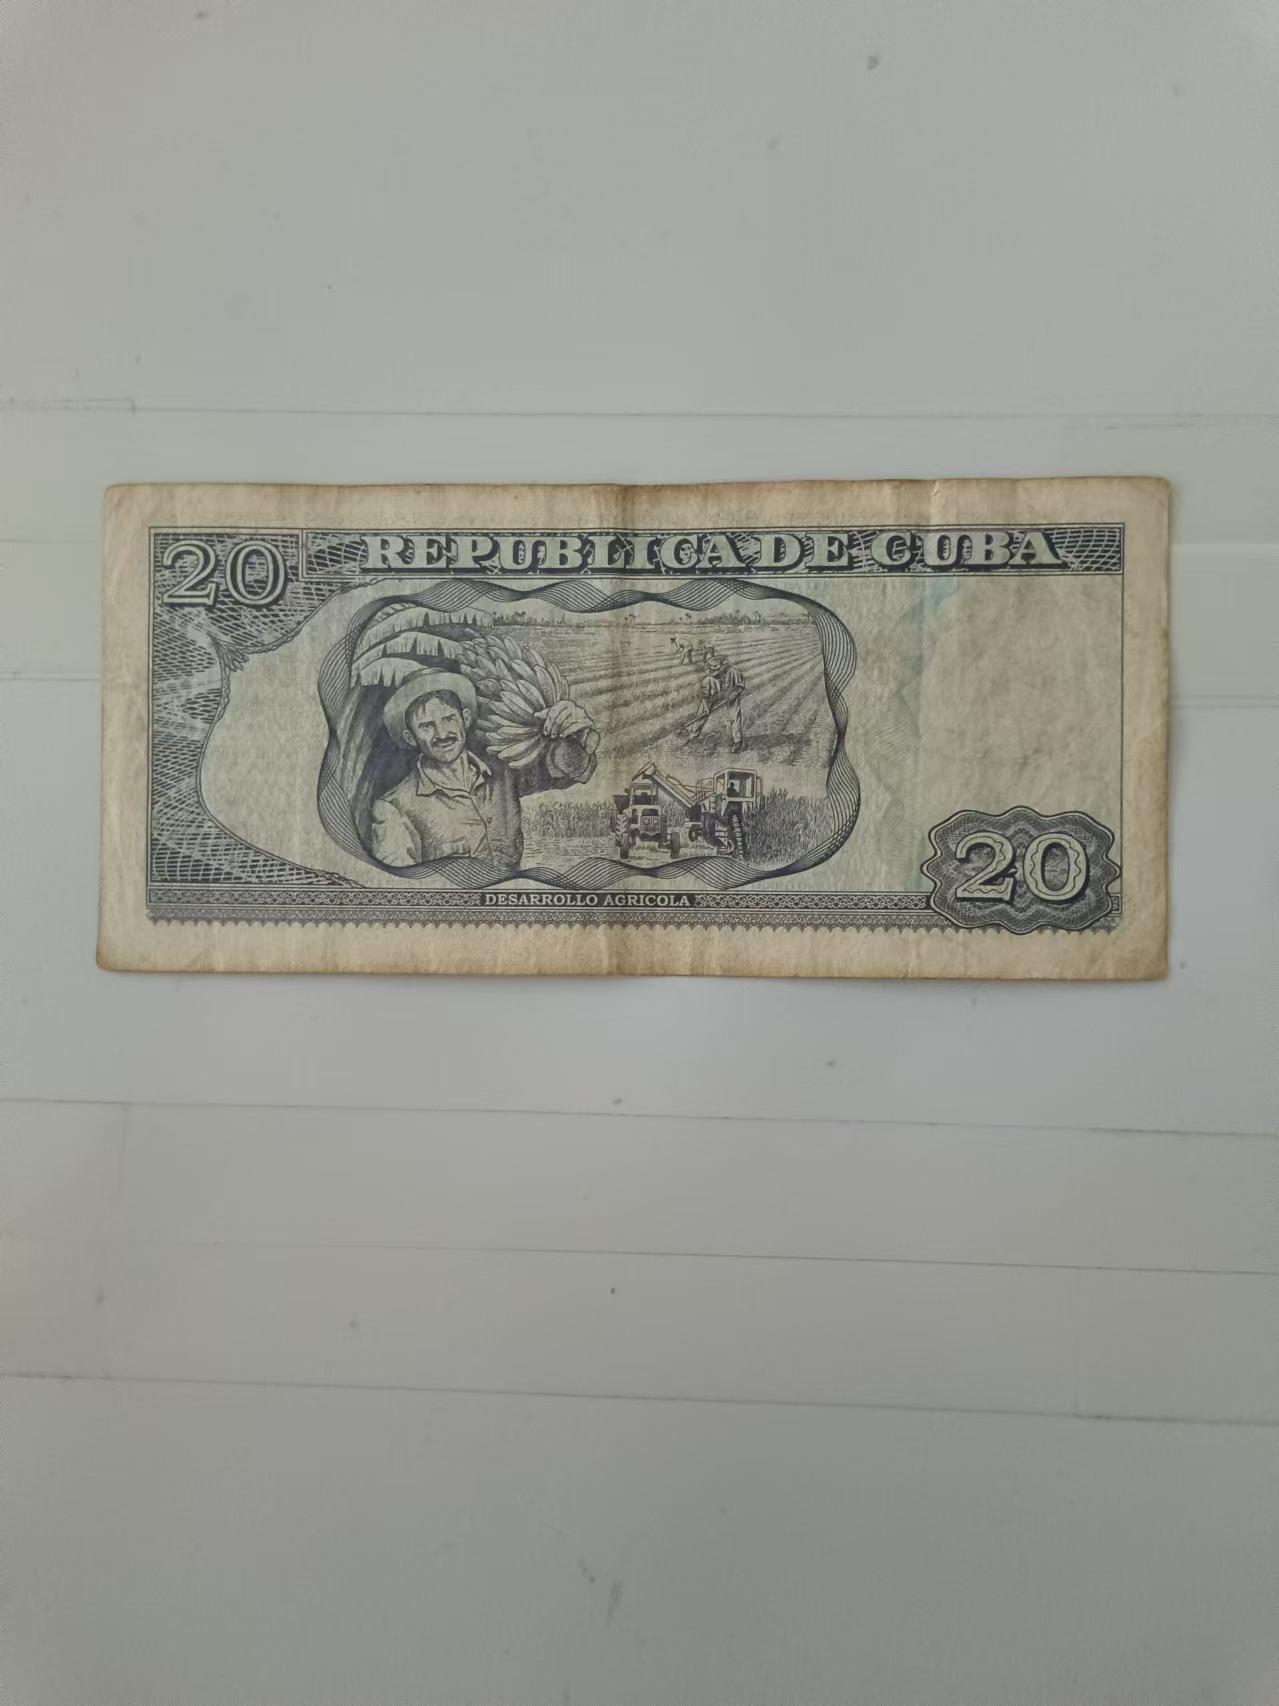 20 REPUBLICA DE CUBA
DESARROLLO AGRICOLA
20